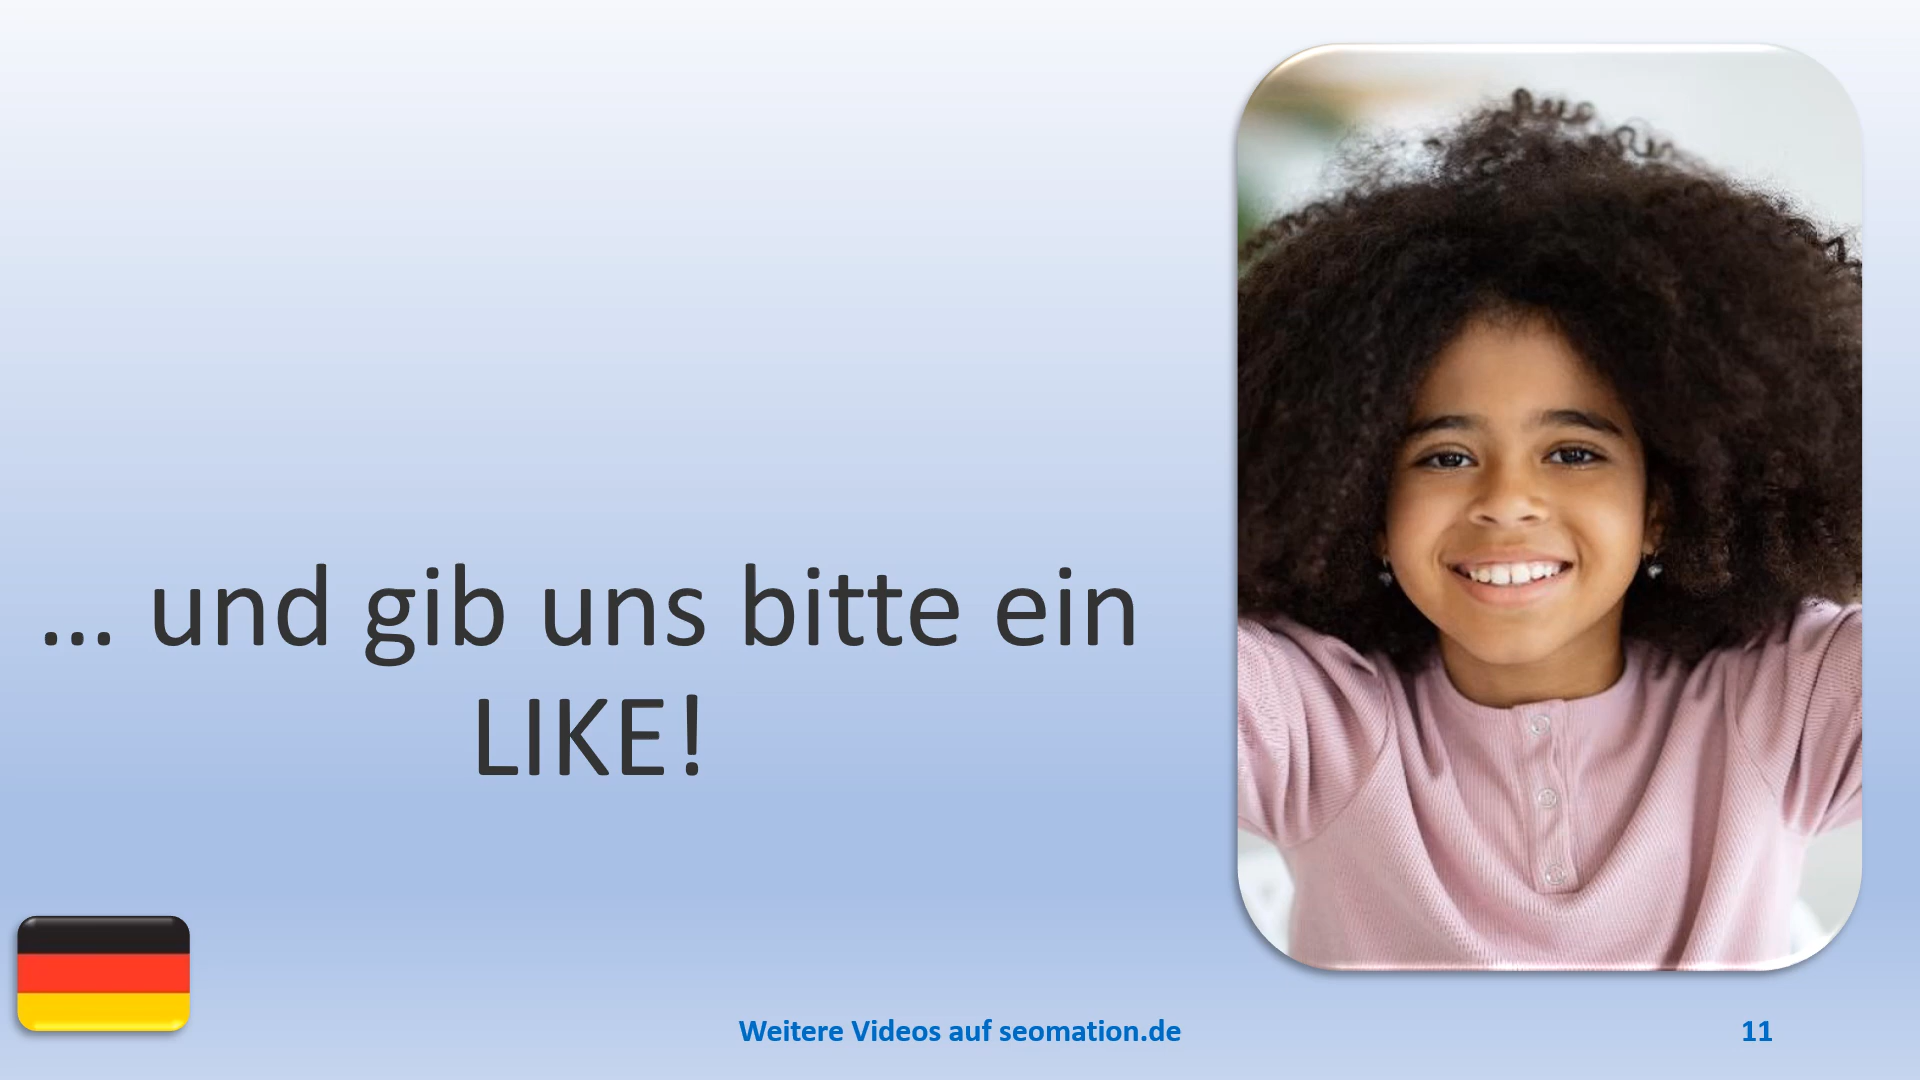 ... und gib uns bitte ein
LIKE!
Weitere Videos auf seomation.de
11